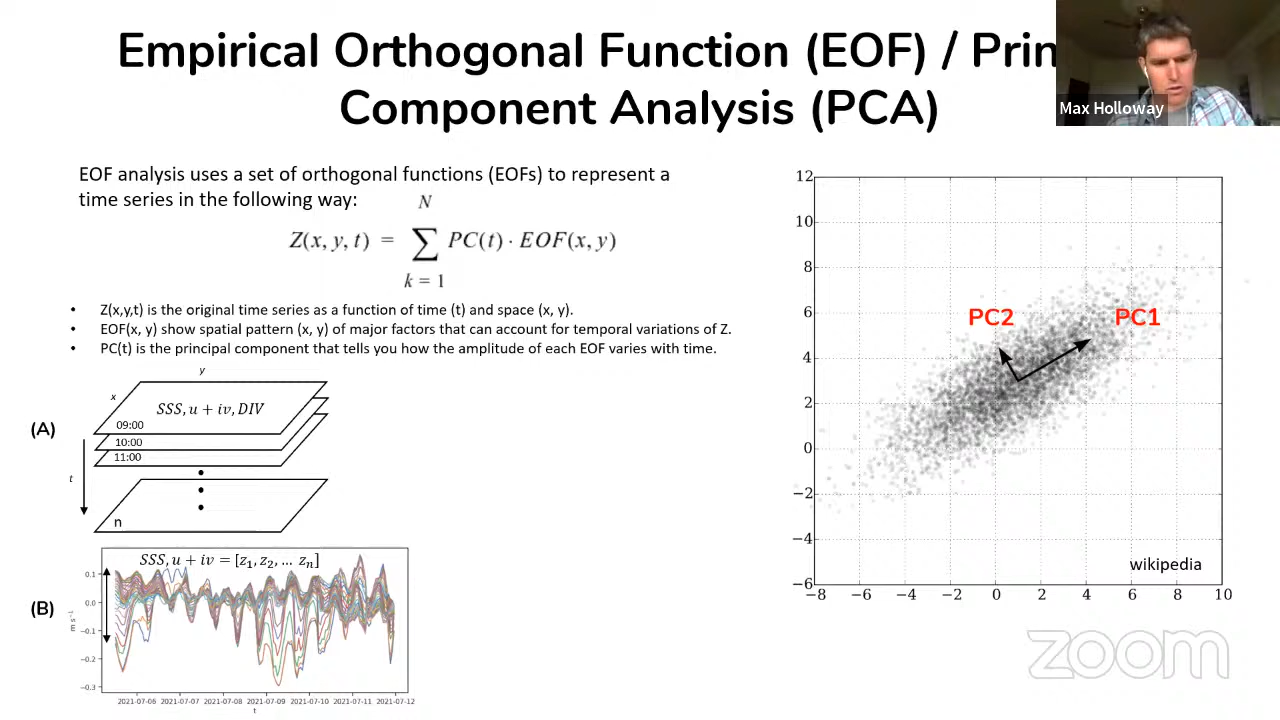 Empirical Orthogonal Function (EOF) / Prin
Component Analysis (PCA)
Max Holloway
EOF analysis uses a set of orthogonal functions (EOFs) to represent a
time series in the following way:
N
Z(x, y, t) = ∑ PC(t) · EOF(x, y)
k = 1
• Z(x,y,t) is the original time series as a function of time (t) and space (x, y).
• EOF(x, y) show spatial pattern (x, y) of major factors that can account for temporal variations of Z.
• PC(t) is the principal component that tells you how the amplitude of each EOF varies with time.
y
x
SSS, u + iv, DIV
09:00
(A)
10:00
11:00
t
n
SSS, u + iv = [z₁, z₂, … zₙ]
(B)
m s⁻¹
0.1
0.0
−0.1
−0.2
−0.3
2021-07-06 2021-07-07 2021-07-08 2021-07-09 2021-07-10 2021-07-11 2021-07-12
t
12
10
8
6
4
2
0
−2
−4
−6
PC2
PC1
wikipedia
−8 −6 −4 −2 0 2 4 6 8 10
zoom